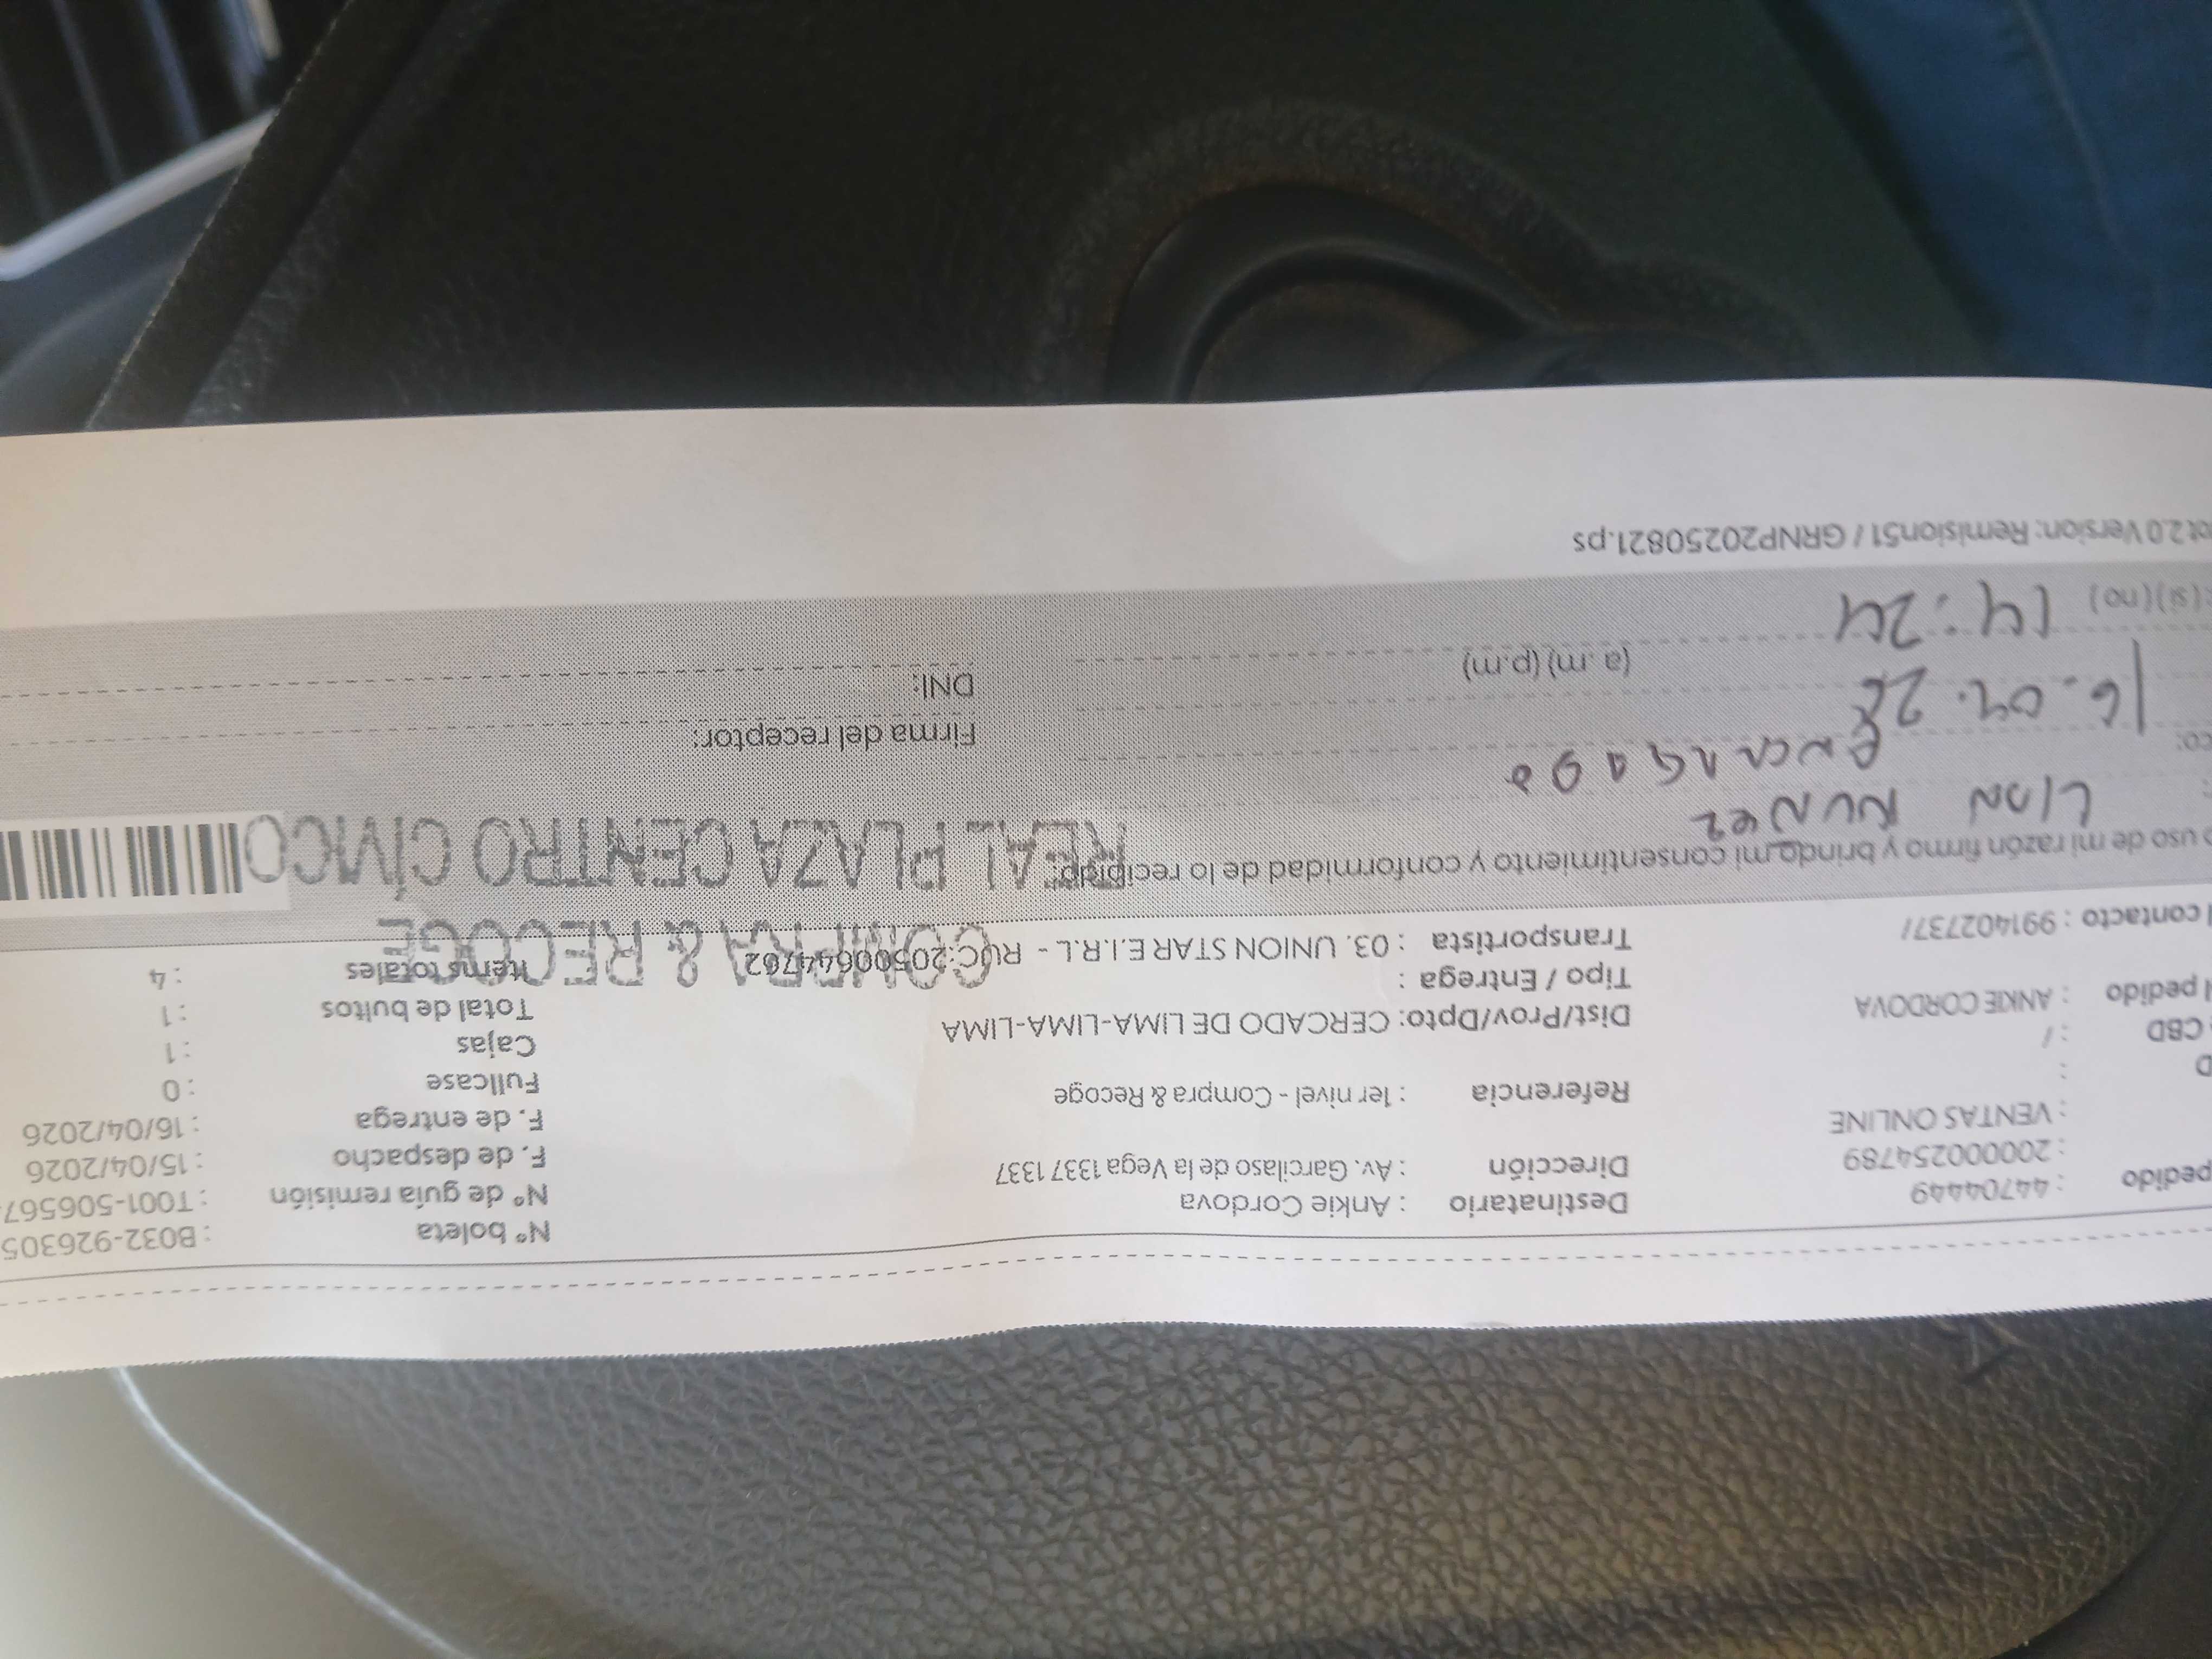 pedido : 44704449 Destinatario : Ankie Cordova N° boleta : B032-926305
: 20000254789 Dirección : Av. Garcilaso de la Vega 1337 1337 N° de guía remisión : T001-506567
: VENTAS ONLINE F. de despacho : 15/04/2026
D : Referencia : 1er nivel - Compra & Recoge F. de entrega : 16/04/2026
CBD : / Fullcase : 0
l pedido : ANKIE CORDOVA Dist/Prov/Dpto: CERCADO DE LIMA-LIMA-LIMA Cajas : 1
Tipo / Entrega : Total de bultos : 1
l contacto : 991402737/ Transportista : 03. UNION STAR E.I.R.L - RUC:20500644762 Items totales : 4
COMPRA & RECOGE
REAL PLAZA CENTRO CÍVICO
o uso de mi razón firmo y brindo mi consentimiento y conformidad de lo recibido:
Nuñez
co: encargado Firma del receptor:
16.04.26 (a.m) (p.m) DNI:
(si)(no) 14:24
pt 2.0 Version: Remision51 / GRNP20250821.ps